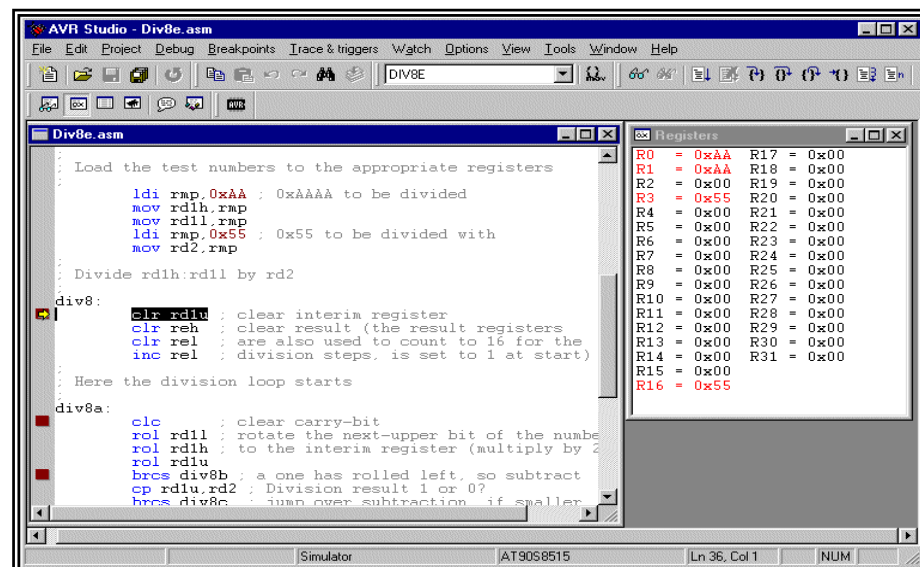 AVR Studio - Div8e.asm
File Edit Project Debug Breakpoints Trace & triggers Watch Options View Tools Window Help
DIV8E
AVR
Div8e.asm
;
; Load the test numbers to the appropriate registers
;
ldi rmp,0xAA ; 0xAAAA to be divided
mov rd1h,rmp
mov rd1l,rmp
ldi rmp,0x55 ; 0x55 to be divided with
mov rd2,rmp
;
; Divide rd1h:rd1l by rd2
;
div8:
clr rd1u ; clear interim register
clr reh ; clear result (the result registers
clr rel ; are also used to count to 16 for the
inc rel ; division steps, is set to 1 at start)
;
; Here the division loop starts
;
div8a:
clc ; clear carry-bit
rol rd1l ; rotate the next-upper bit of the numbe
rol rd1h ; to the interim register (multiply by 2
rol rd1u
brcs div8b ; a one has rolled left, so subtract
cp rd1u,rd2 ; Division result 1 or 0?
brcs div8c ; jump over subtraction, if smaller
Registers
R0 = 0xAA R17 = 0x00
R1 = 0xAA R18 = 0x00
R2 = 0x00 R19 = 0x00
R3 = 0x55 R20 = 0x00
R4 = 0x00 R21 = 0x00
R5 = 0x00 R22 = 0x00
R6 = 0x00 R23 = 0x00
R7 = 0x00 R24 = 0x00
R8 = 0x00 R25 = 0x00
R9 = 0x00 R26 = 0x00
R10 = 0x00 R27 = 0x00
R11 = 0x00 R28 = 0x00
R12 = 0x00 R29 = 0x00
R13 = 0x00 R30 = 0x00
R14 = 0x00 R31 = 0x00
R15 = 0x00
R16 = 0x55
Simulator AT90S8515 Ln 36, Col 1 NUM